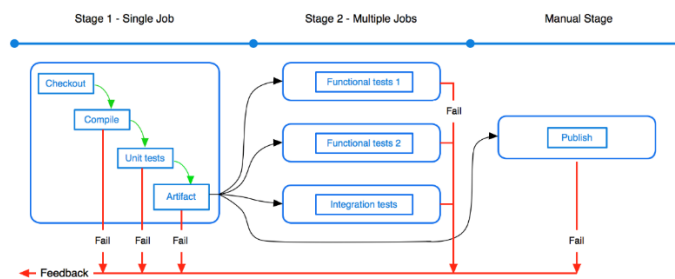 Stage 1 - Single Job
Stage 2 - Multiple Jobs
Manual Stage
Checkout
Compile
Unit tests
Artifact
Functional tests 1
Functional tests 2
Integration tests
Fail
Publish
Fail
Fail
Fail
Fail
Feedback